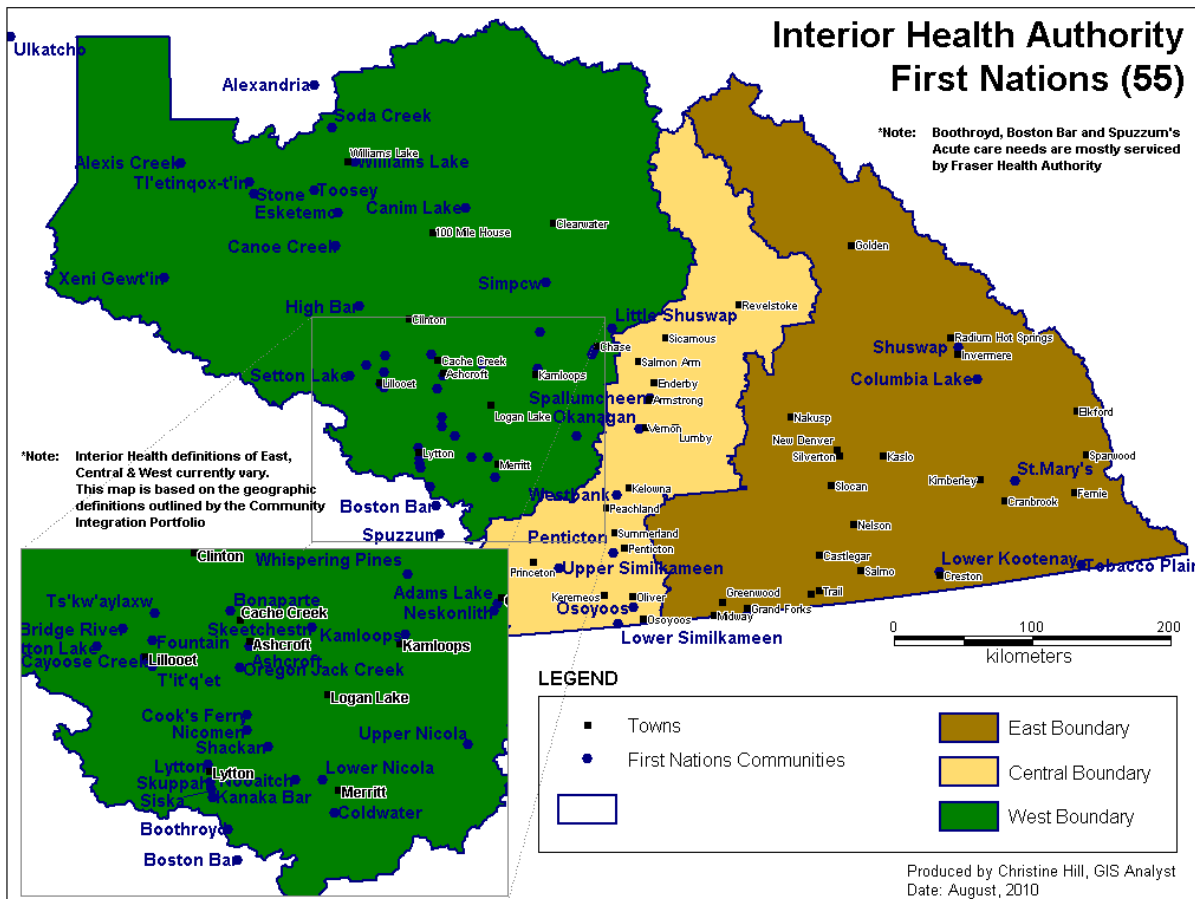 Interior Health Authority
First Nations (55)
*Note: Boothroyd, Boston Bar and Spuzzum's
Acute care needs are mostly serviced
by Fraser Health Authority
Ulkatcho
Alexandria
Soda Creek
Williams Lake
Williams Lake
Alexis Creek
Tl'etinqox-t'in
Stone
Toosey
Esketemc
Canim Lake
Clearwater
100 Mile House
Canoe Creek
Golden
Xeni Gewt'in
Simpcw
High Bar
Clinton
Little Shuswap
Revelstoke
Sicamous
Chase
Radium Hot Springs
Shuswap
Invermere
Cache Creek
Ashcroft
Salmon Arm
Setton Lake
Lillooet
Kamloops
Enderby
Columbia Lake
Spallumcheen
Armstrong
Logan Lake
Okanagan
Nakusp
Elkford
Vernon
Lumby
New Denver
Silverton
Kaslo
Sparwood
Lytton
Merritt
St.Mary's
Kimberley
Slocan
Cranbrook
Fernie
Westbank
Kelowna
Peachland
Boston Bar
Nelson
Spuzzum
Penticton
Summerland
Penticton
Castlegar
Salmo
Lower Kootenay
Creston
Tobacco Plain
Princeton
Upper Similkameen
Keremeos
Oliver
Osoyoos
Greenwood
Trail
Grand-Forks
Midway
Osoyoos
Lower Similkameen
*Note: Interior Health definitions of East,
Central & West currently vary.
This map is based on the geographic
definitions outlined by the Community
Integration Portfolio
Clinton
Whispering Pines
Adams Lake
Neskonlith
Ts'kw'aylaxw
Bonaparte
Cache Creek
Bridge River
Skeetchestn
Kamloops
Kamloops
tton Lake
Fountain
Ashcroft
Cayoose Creek
Lillooet
Ashcroft
Oregon Jack Creek
T'it'q'et
Logan Lake
Cook's Ferry
Nicomen
Shackan
Upper Nicola
Lytton
Lytton
Skuppah
Nooaitch
Lower Nicola
Merritt
Siska
Kanaka Bar
Coldwater
Boothroyd
Boston Bar
0 100 200
kilometers
LEGEND
Towns
First Nations Communities
East Boundary
Central Boundary
West Boundary
Produced by Christine Hill, GIS Analyst
Date: August, 2010